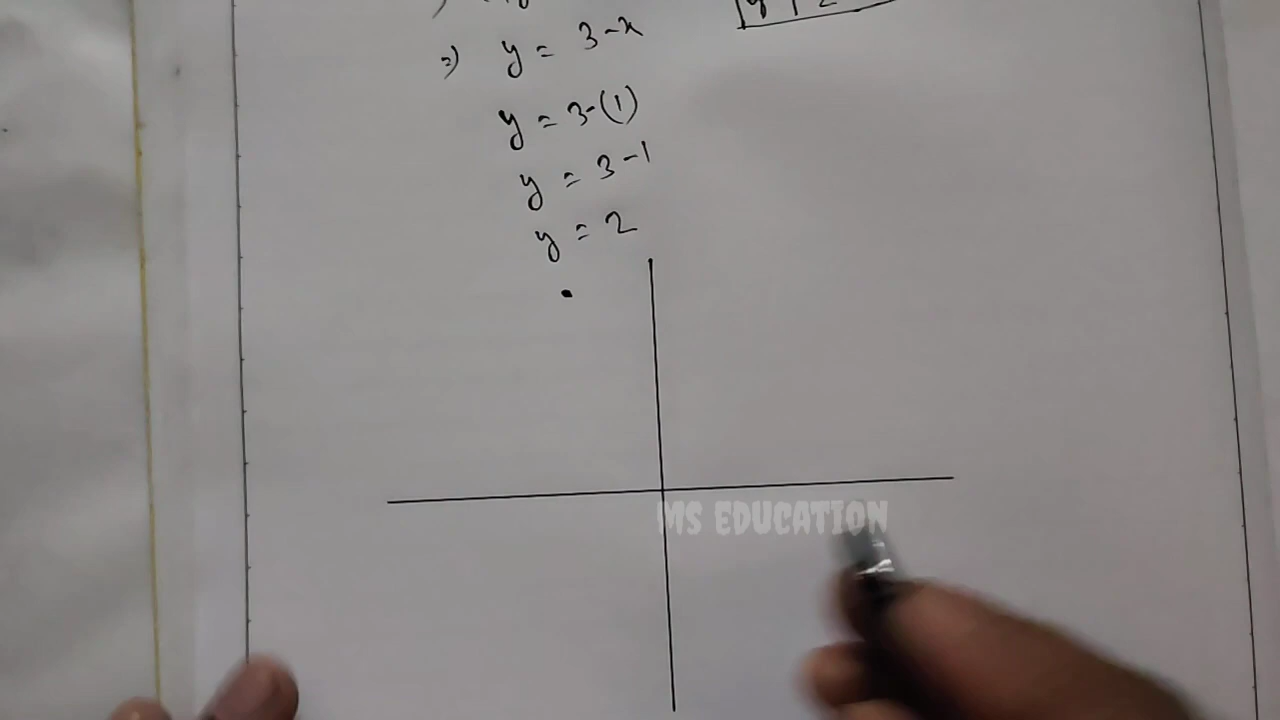 =) y = 3-x
y = 3-(1)
y = 3-1
y = 2
MS EDUCATION